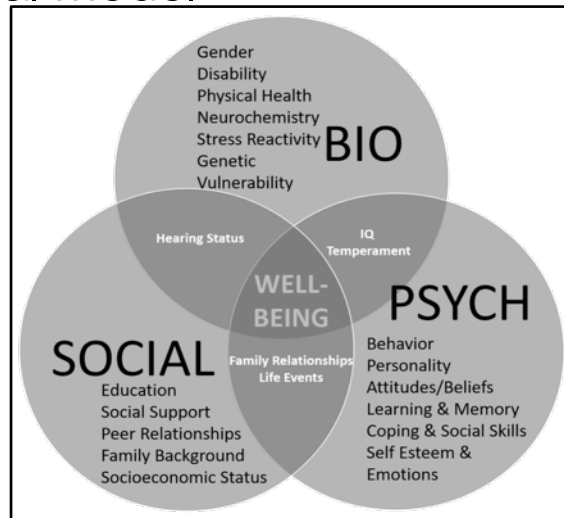 Gender
Disability
Physical Health
Neurochemistry
Stress Reactivity
Genetic
Vulnerability
BIO
Hearing Status
IQ
Temperament
WELL-
BEING
PSYCH
Behavior
Personality
Attitudes/Beliefs
Learning & Memory
Coping & Social Skills
Self Esteem &
Emotions
SOCIAL
Education
Social Support
Peer Relationships
Family Background
Socioeconomic Status
Family Relationships
Life Events